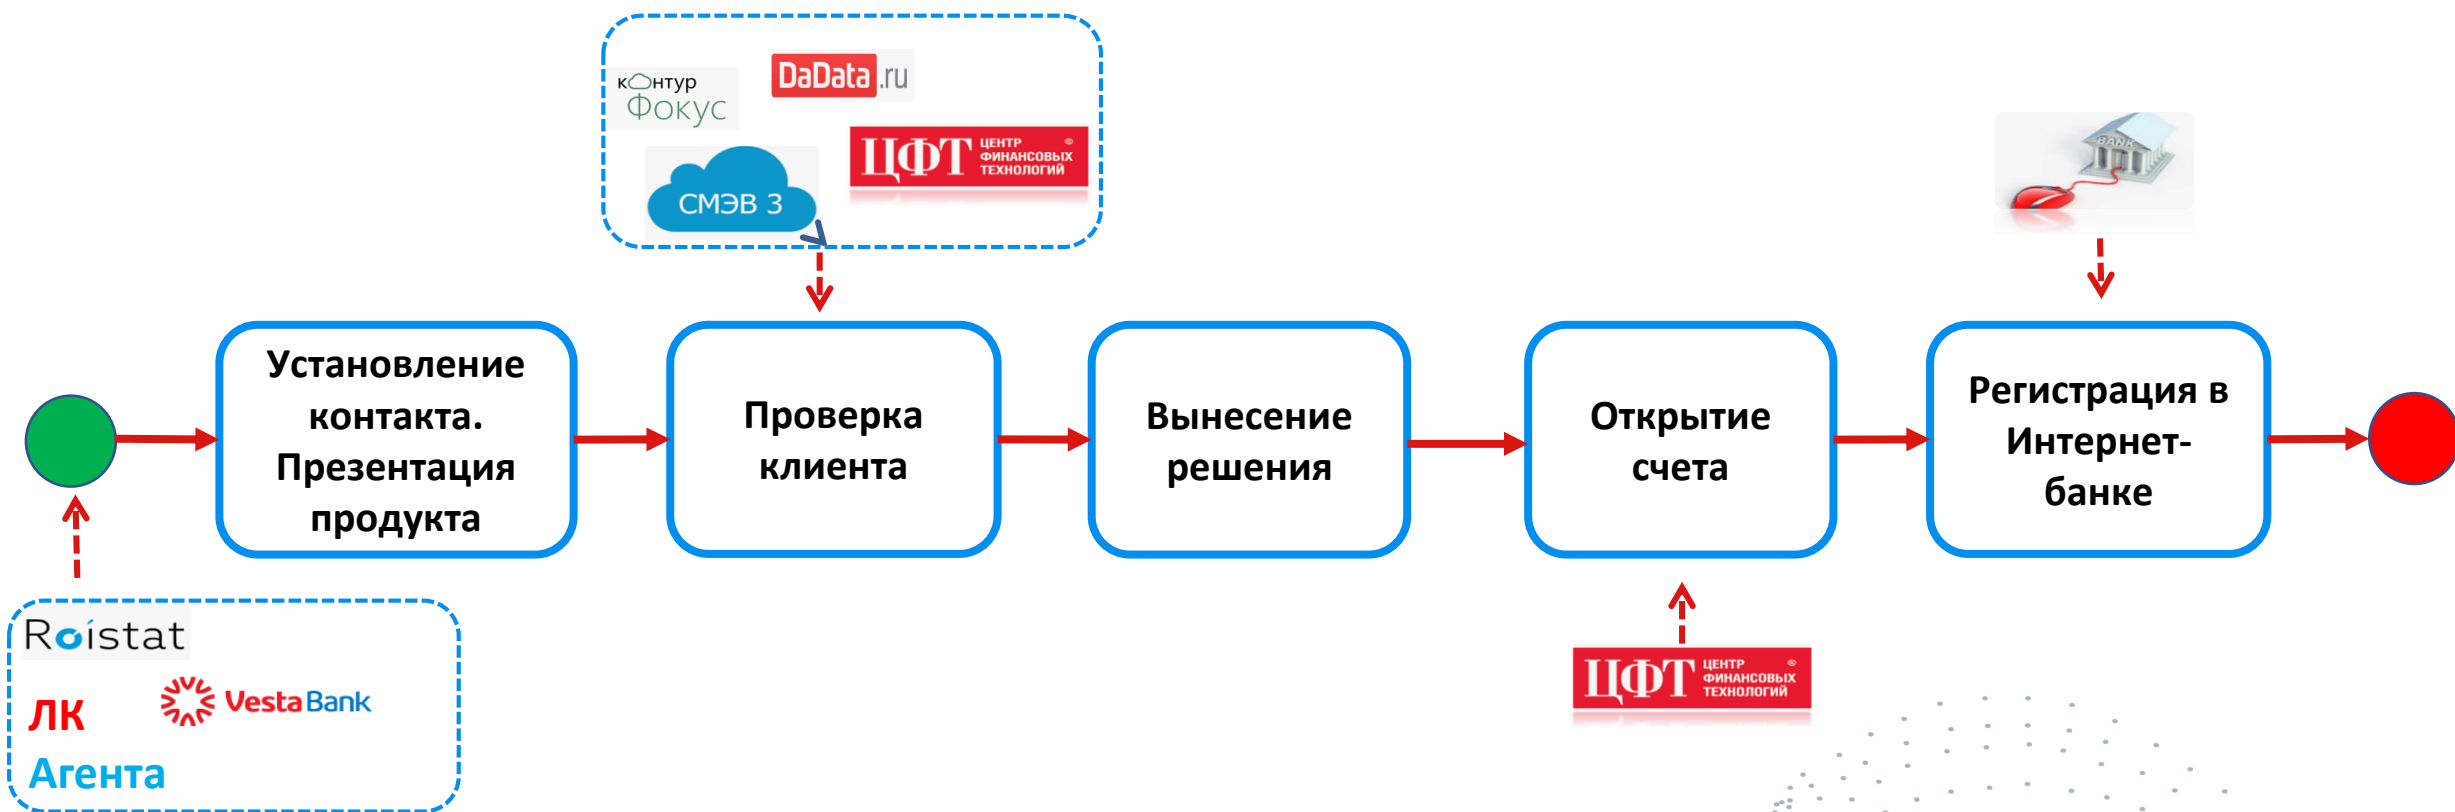 контур
Фокус
DaData.ru
СМЭВ 3
ЦФТ ЦЕНТР ФИНАНСОВЫХ ТЕХНОЛОГИЙ ®
BANK
Установление
контакта.
Презентация
продукта
Проверка
клиента
Вынесение
решения
Открытие
счета
Регистрация в
Интернет-
банке
Roistat
VestaBank
ЛК
Агента
ЦФТ ЦЕНТР ФИНАНСОВЫХ ТЕХНОЛОГИЙ ®